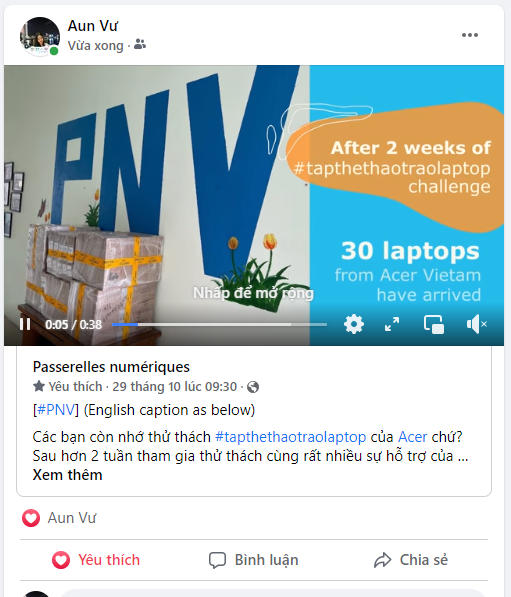 Aun Vư
Vừa xong
PNV
After 2 weeks of
#tapthethaotraolaptop
challenge
30 laptops
from Acer Vietam
have arrived
Nhấp để mở rộng
0:05 / 0:38
Passerelles numériques
Yêu thích · 29 tháng 10 lúc 09:30 ·
[#PNV] (English caption as below)
Các bạn còn nhớ thử thách #tapthethaotraolaptop của Acer chứ?
Sau hơn 2 tuần tham gia thử thách cùng rất nhiều sự hỗ trợ của ...
Xem thêm
Aun Vư
Yêu thích
Bình luận
Chia sẻ